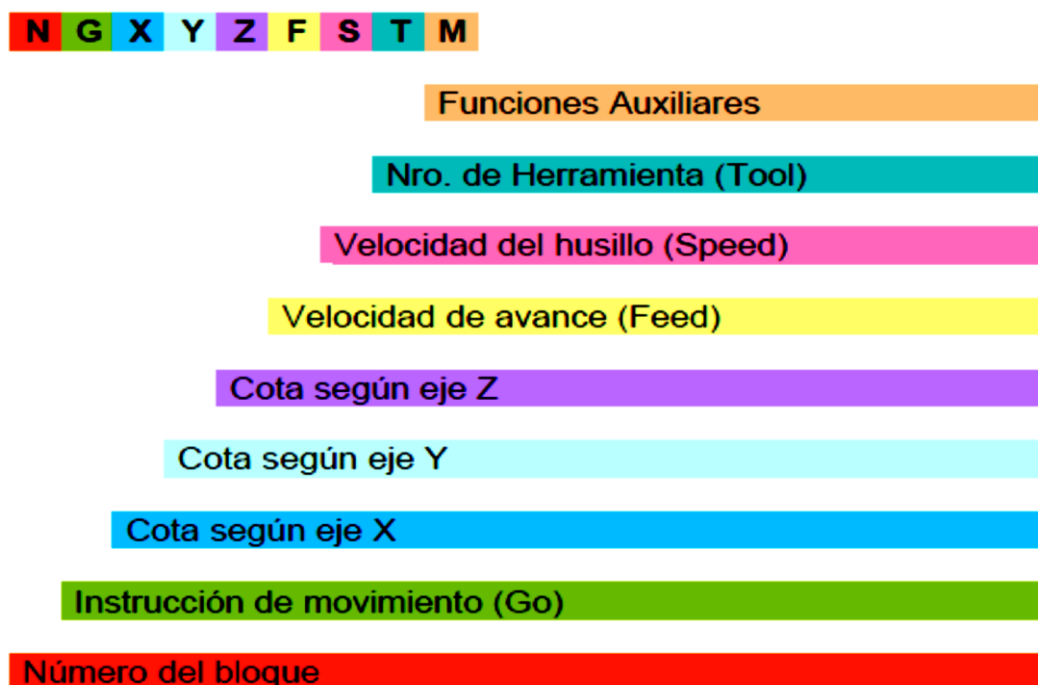 N G X Y Z F S T M
Funciones Auxiliares
Nro. de Herramienta (Tool)
Velocidad del husillo (Speed)
Velocidad de avance (Feed)
Cota según eje Z
Cota según eje Y
Cota según eje X
Instrucción de movimiento (Go)
Número del bloque